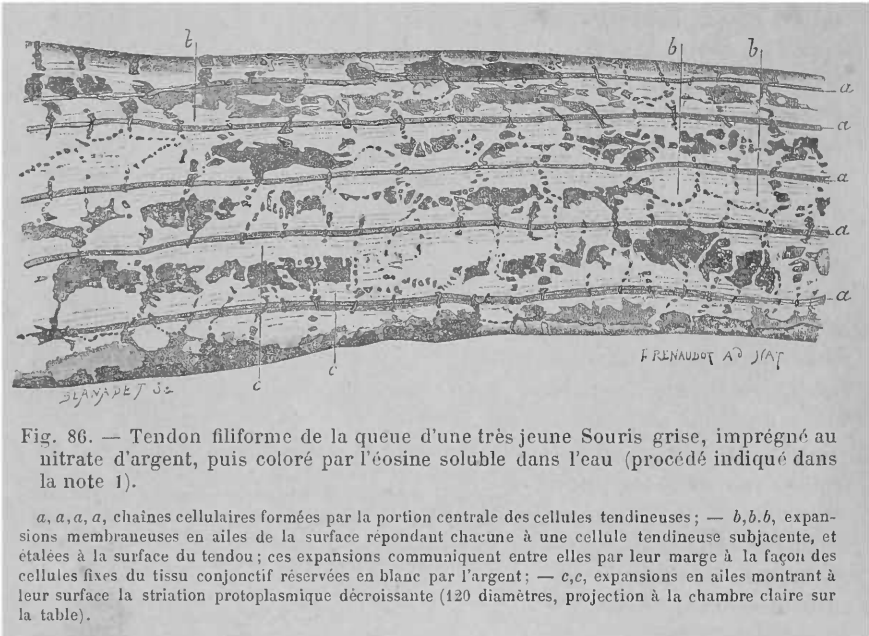 b b b
a
a
a
a
a
c c
BLANADET Sc
F. RENAUDOT AD NAT
Fig. 86. — Tendon filiforme de la queue d'une très jeune Souris grise, imprégné au
nitrate d'argent, puis coloré par l'éosine soluble dans l'eau (procédé indiqué dans
la note 1).
a, a, a, a, chaînes cellulaires formées par la portion centrale des cellules tendineuses; — b,b.b, expan-
sions membraneuses en ailes de la surface répondant chacune à une cellule tendineuse subjacente, et
étalées à la surface du tendou; ces expansions communiquent entre elles par leur marge à la façon des
cellules fixes du tissu conjonctif réservées en blanc par l'argent; — c,c, expansions en ailes montrant à
leur surface la striation protoplasmique décroissante (120 diamètres, projection à la chambre claire sur
la table).